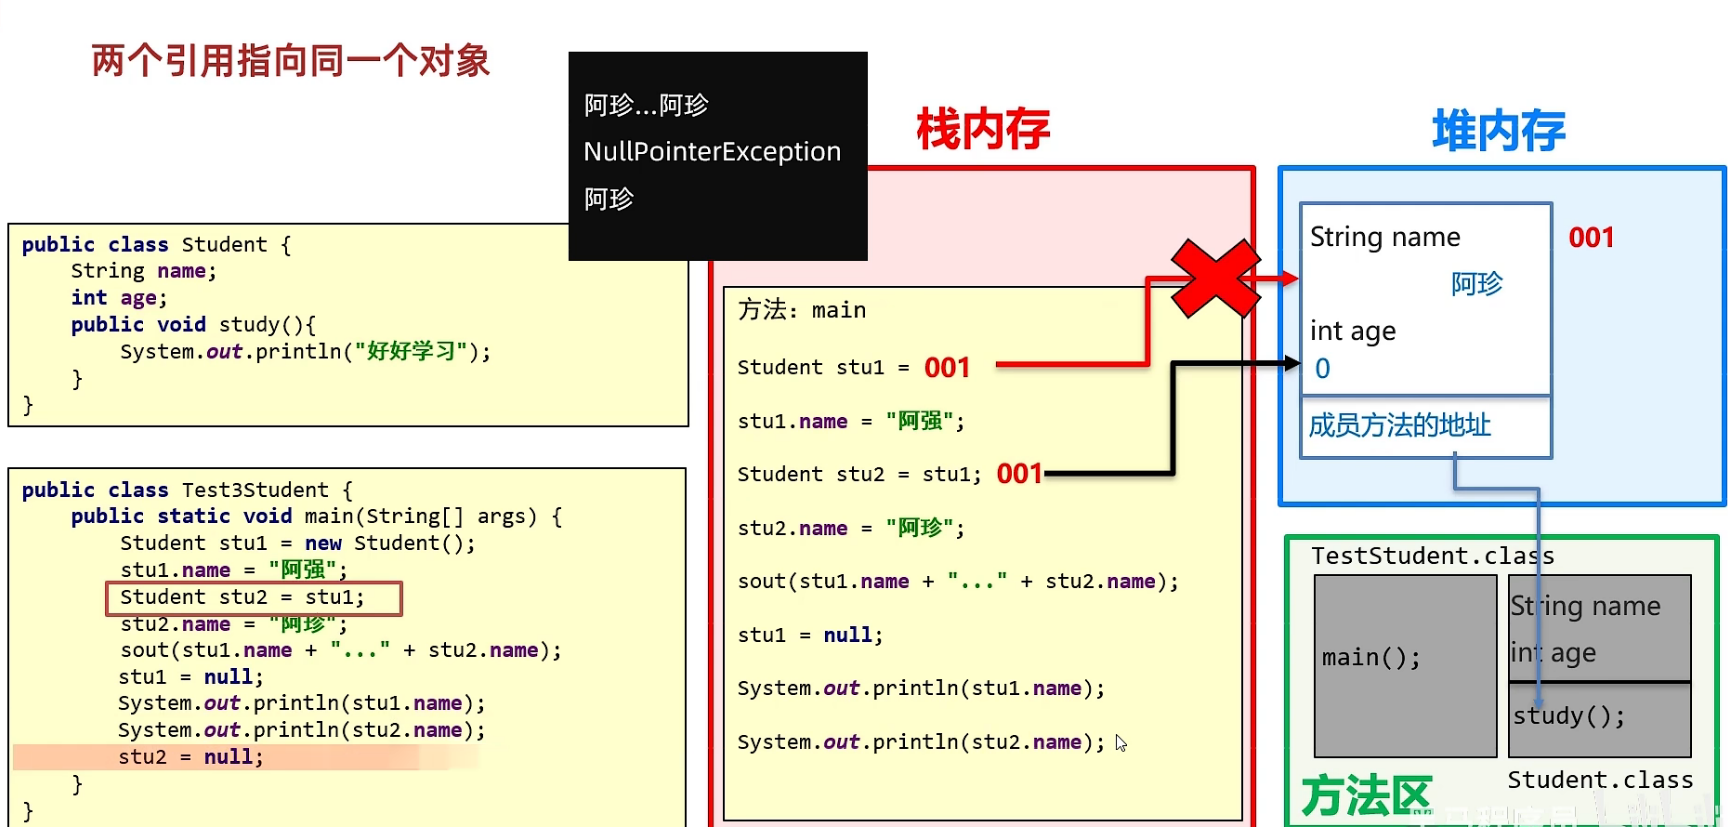 两个引用指向同一个对象
阿珍...阿珍
NullPointerException
阿珍
public class Student {
String name;
int age;
public void study(){
System.out.println("好好学习");
}
}
public class Test3Student {
public static void main(String[] args) {
Student stu1 = new Student();
stu1.name = "阿强";
Student stu2 = stu1;
stu2.name = "阿珍";
sout(stu1.name + "..." + stu2.name);
stu1 = null;
System.out.println(stu1.name);
System.out.println(stu2.name);
stu2 = null;
}
}
栈内存
方法：main
Student stu1 = 001
stu1.name = "阿强";
Student stu2 = stu1; 001
stu2.name = "阿珍";
sout(stu1.name + "..." + stu2.name);
stu1 = null;
System.out.println(stu1.name);
System.out.println(stu2.name);
堆内存
String name
001
阿珍
int age
0
成员方法的地址
TestStudent.class
main();
String name
int age
study();
Student.class
方法区